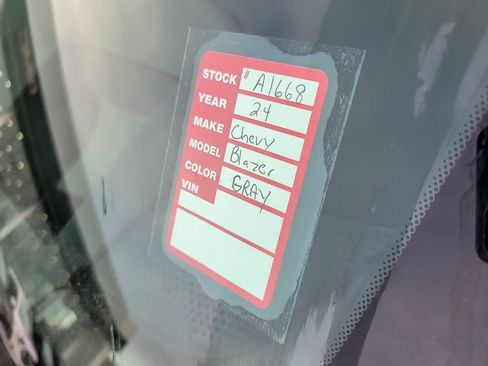 STOCK # A1668
YEAR 24
MAKE Chevy
MODEL Blazer
COLOR GRAY
VIN